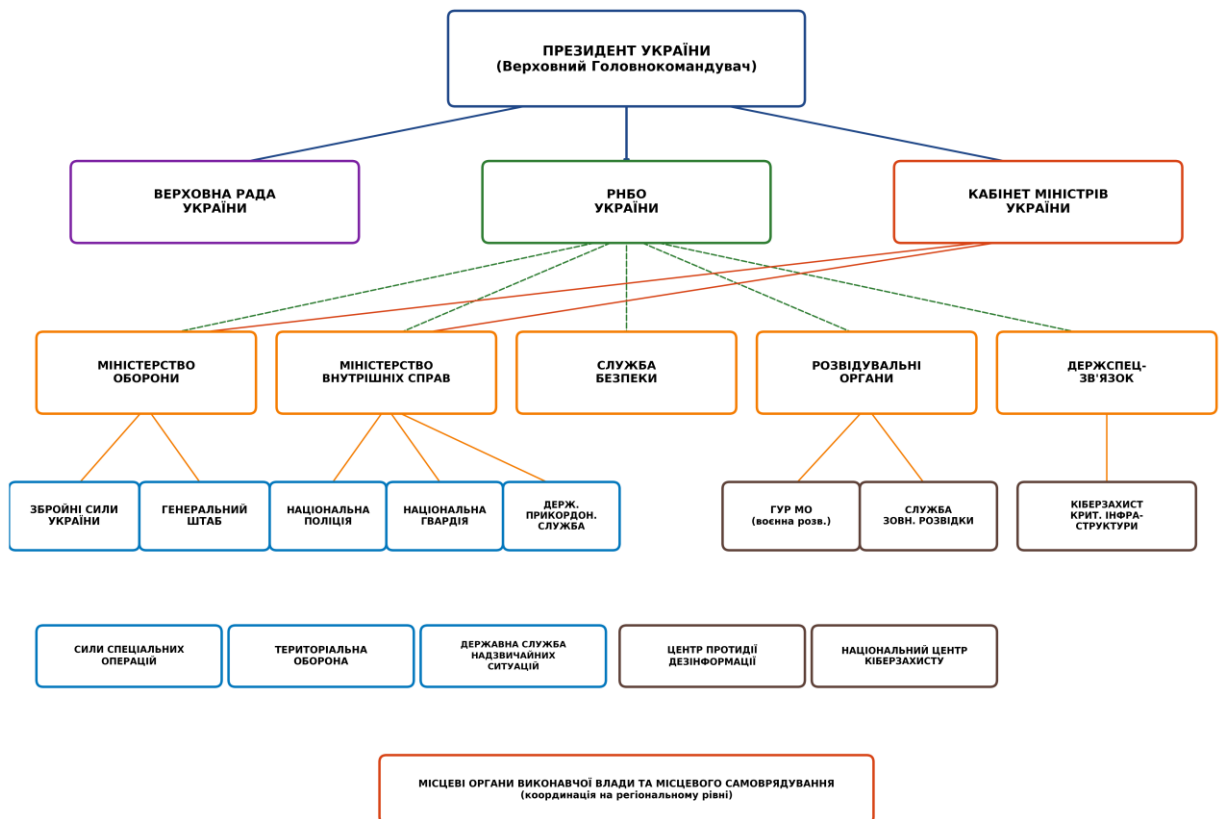 ПРЕЗИДЕНТ УКРАЇНИ
(Верховний Головнокомандувач)
ВЕРХОВНА РАДА
УКРАЇНИ
РНБО
УКРАЇНИ
КАБІНЕТ МІНІСТРІВ
УКРАЇНИ
МІНІСТЕРСТВО
ОБОРОНИ
МІНІСТЕРСТВО
ВНУТРІШНІХ СПРАВ
СЛУЖБА
БЕЗПЕКИ
РОЗВІДУВАЛЬНІ
ОРГАНИ
ДЕРЖСПЕЦ-
ЗВ'ЯЗОК
ЗБРОЙНІ СИЛИ
УКРАЇНИ
ГЕНЕРАЛЬНИЙ
ШТАБ
НАЦІОНАЛЬНА
ПОЛІЦІЯ
НАЦІОНАЛЬНА
ГВАРДІЯ
ДЕРЖ.
ПРИКОРДОН.
СЛУЖБА
ГУР МО
(воєнна розв.)
СЛУЖБА
ЗОВН. РОЗВІДКИ
КІБЕРЗАХИСТ
КРИТ. ІНФРА-
СТРУКТУРИ
СИЛИ СПЕЦІАЛЬНИХ
ОПЕРАЦІЙ
ТЕРИТОРІАЛЬНА
ОБОРОНА
ДЕРЖАВНА СЛУЖБА
НАДЗВИЧАЙНИХ
СИТУАЦІЙ
ЦЕНТР ПРОТИДІЇ
ДЕЗІНФОРМАЦІЇ
НАЦІОНАЛЬНИЙ ЦЕНТР
КІБЕРЗАХИСТУ
МІСЦЕВІ ОРГАНИ ВИКОНАВЧОЇ ВЛАДИ ТА МІСЦЕВОГО САМОВРЯДУВАННЯ
(координація на регіональному рівні)